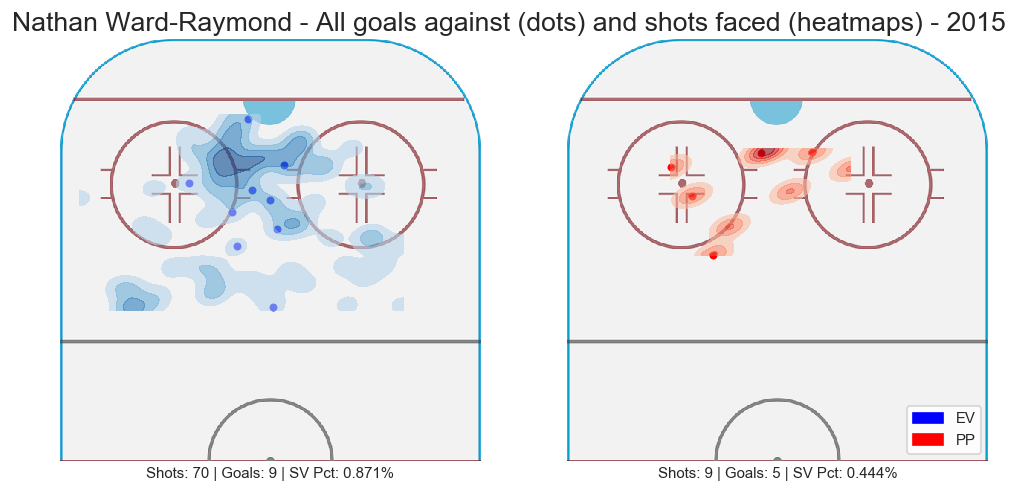 Nathan Ward-Raymond - All goals against (dots) and shots faced (heatmaps) - 2015
EV
PP
Shots: 70 | Goals: 9 | SV Pct: 0.871%
Shots: 9 | Goals: 5 | SV Pct: 0.444%